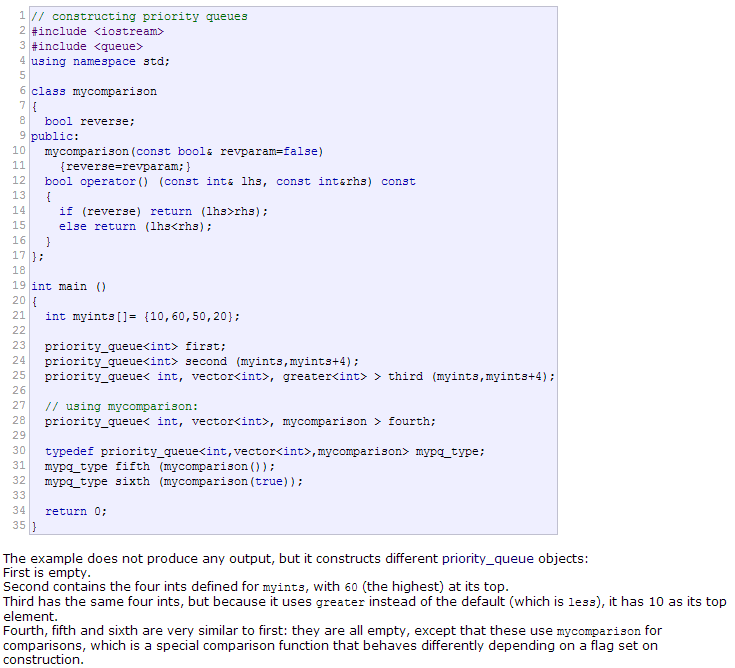 1 // constructing priority queues
2 #include <iostream>
3 #include <queue>
4 using namespace std;
5
6 class mycomparison
7 {
8   bool reverse;
9 public:
10   mycomparison(const bool& revparam=false)
11     {reverse=revparam;}
12   bool operator() (const int& lhs, const int&rhs) const
13   {
14     if (reverse) return (lhs>rhs);
15     else return (lhs<rhs);
16   }
17 };
18
19 int main ()
20 {
21   int myints[]= {10,60,50,20};
22
23   priority_queue<int> first;
24   priority_queue<int> second (myints,myints+4);
25   priority_queue< int, vector<int>, greater<int> > third (myints,myints+4);
26
27   // using mycomparison:
28   priority_queue< int, vector<int>, mycomparison > fourth;
29
30   typedef priority_queue<int,vector<int>,mycomparison> mypq_type;
31   mypq_type fifth (mycomparison());
32   mypq_type sixth (mycomparison(true));
33
34   return 0;
35 }
The example does not produce any output, but it constructs different priority_queue objects:
First is empty.
Second contains the four ints defined for myints, with 60 (the highest) at its top.
Third has the same four ints, but because it uses greater instead of the default (which is less), it has 10 as its top
element.
Fourth, fifth and sixth are very similar to first: they are all empty, except that these use mycomparison for
comparisons, which is a special comparison function that behaves differently depending on a flag set on
construction.